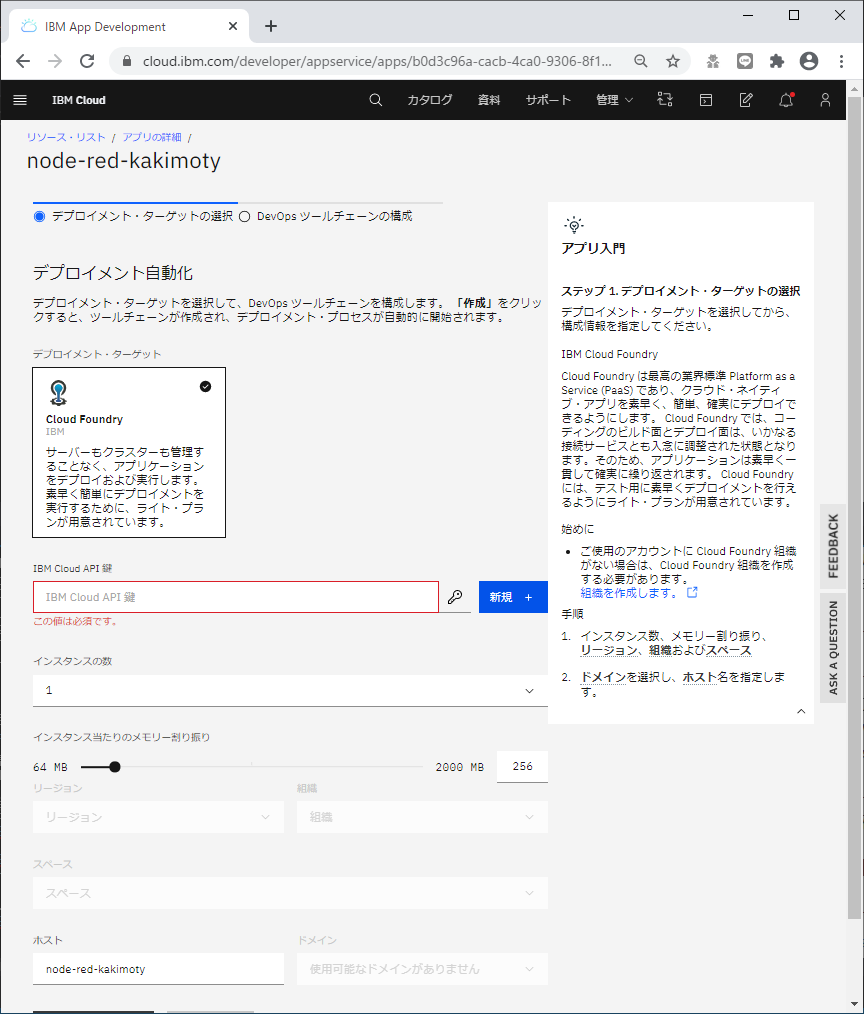 IBM App Development
cloud.ibm.com/developer/appservice/apps/b0d3c96a-cacb-4ca0-9306-8f1...
IBM Cloud
カタログ
資料
サポート
管理
リソース・リスト / アプリの詳細 /
node-red-kakimoty
デプロイメント・ターゲットの選択
DevOps ツールチェーンの構成
デプロイメント自動化
デプロイメント・ターゲットを選択して、DevOps ツールチェーンを構成します。 「作成」をクリッ
クすると、ツールチェーンが作成され、デプロイメント・プロセスが自動的に開始されます。
デプロイメント・ターゲット
Cloud Foundry
IBM
サーバーもクラスターも管理す
ることなく、アプリケーション
をデプロイおよび実行します。
素早く簡単にデプロイメントを
実行するために、ライト・プラ
ンが用意されています。
IBM Cloud API 鍵
IBM Cloud API 鍵
新規 +
この値は必須です。
インスタンスの数
1
インスタンス当たりのメモリー割り振り
64 MB
2000 MB
256
リージョン
組織
リージョン
組織
スペース
スペース
ホスト
ドメイン
node-red-kakimoty
使用可能なドメインがありません
アプリ入門
ステップ 1. デプロイメント・ターゲットの選択
デプロイメント・ターゲットを選択してから、
構成情報を指定してください。
IBM Cloud Foundry
Cloud Foundry は最高の業界標準 Platform as a
Service (PaaS) であり、クラウド・ネイティ
ブ・アプリを素早く、簡単、確実にデプロイで
きるようにします。 Cloud Foundry では、コー
ディングのビルド面とデプロイ面は、いかなる
接続サービスとも入念に調整された状態となり
ます。そのため、アプリケーションは素早く一
貫して確実に繰り返されます。 Cloud Foundry
には、テスト用に素早くデプロイメントを行え
るようにライト・プランが用意されています。
始めに
• ご使用のアカウントに Cloud Foundry 組織
がない場合は、Cloud Foundry 組織を作成
する必要があります。
組織を作成します。
手順
1. インスタンス数、メモリー割り振り、
リージョン、組織およびスペース
2. ドメインを選択し、ホスト名を指定しま
す。
FEEDBACK
ASK A QUESTION